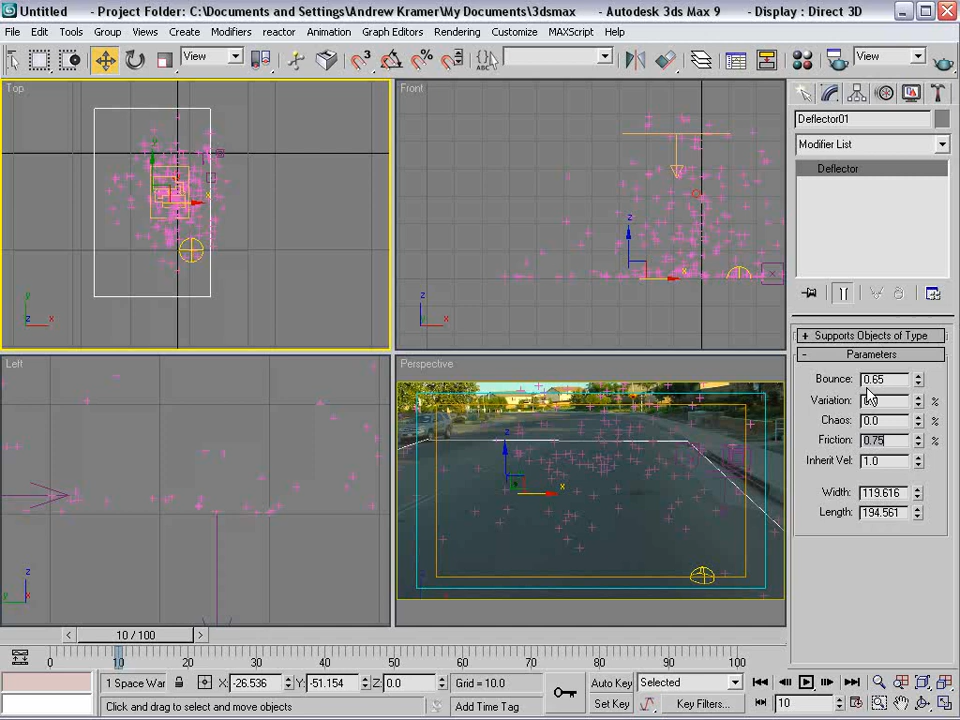 Untitled - Project Folder: C:\Documents and Settings\Andrew Kramer\My Documents\3dsmax - Autodesk 3ds Max 9 - Display : Direct 3D
File Edit Tools Group Views Create Modifiers reactor Animation Graph Editors Rendering Customize MAXScript Help
View View
Top
Front
Deflector01
Modifier List
Deflector
y
x
z
x
y
z
x
z
x
+ Supports Objects of Type
- Parameters
Left
Perspective
Bounce: 0.65
Variation: %
Chaos: 0.0 %
Friction: 0.75 %
Inherit Vel: 1.0
z
x
Width: 119.616
Length: 194.561
z
y
x
< 10 / 100 >
0 10 20 30 40 50 60 70 80 90 100
1 Space War X: -26.536 Y: -51.154 Z: 0.0 Grid = 10.0 Auto Key Selected
Click and drag to select and move objects Add Time Tag Set Key Key Filters... 10